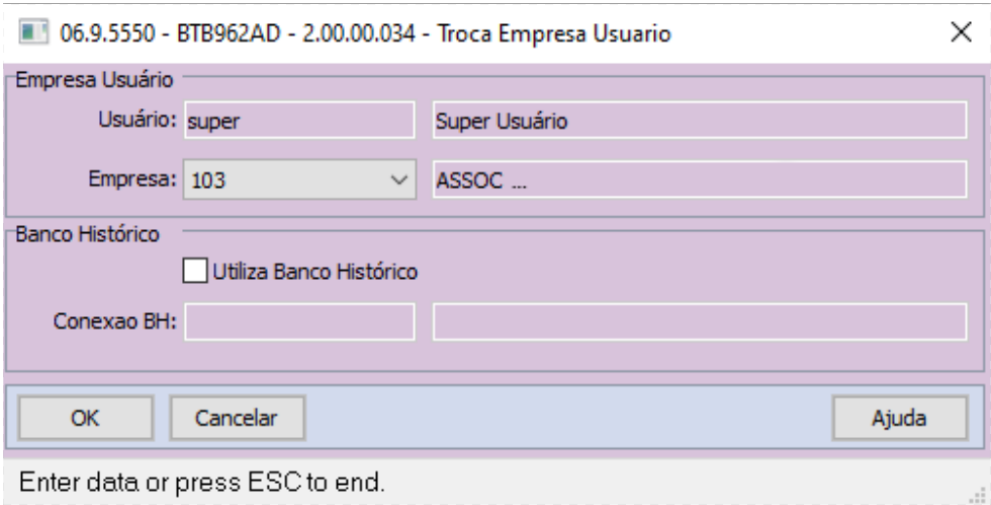 06.9.5550 - BTB962AD - 2.00.00.034 - Troca Empresa Usuario
Empresa Usuário
Usuário: super Super Usuário
Empresa: 103 ASSOC ...
Banco Histórico
Utiliza Banco Histórico
Conexao BH:
OK Cancelar Ajuda
Enter data or press ESC to end.